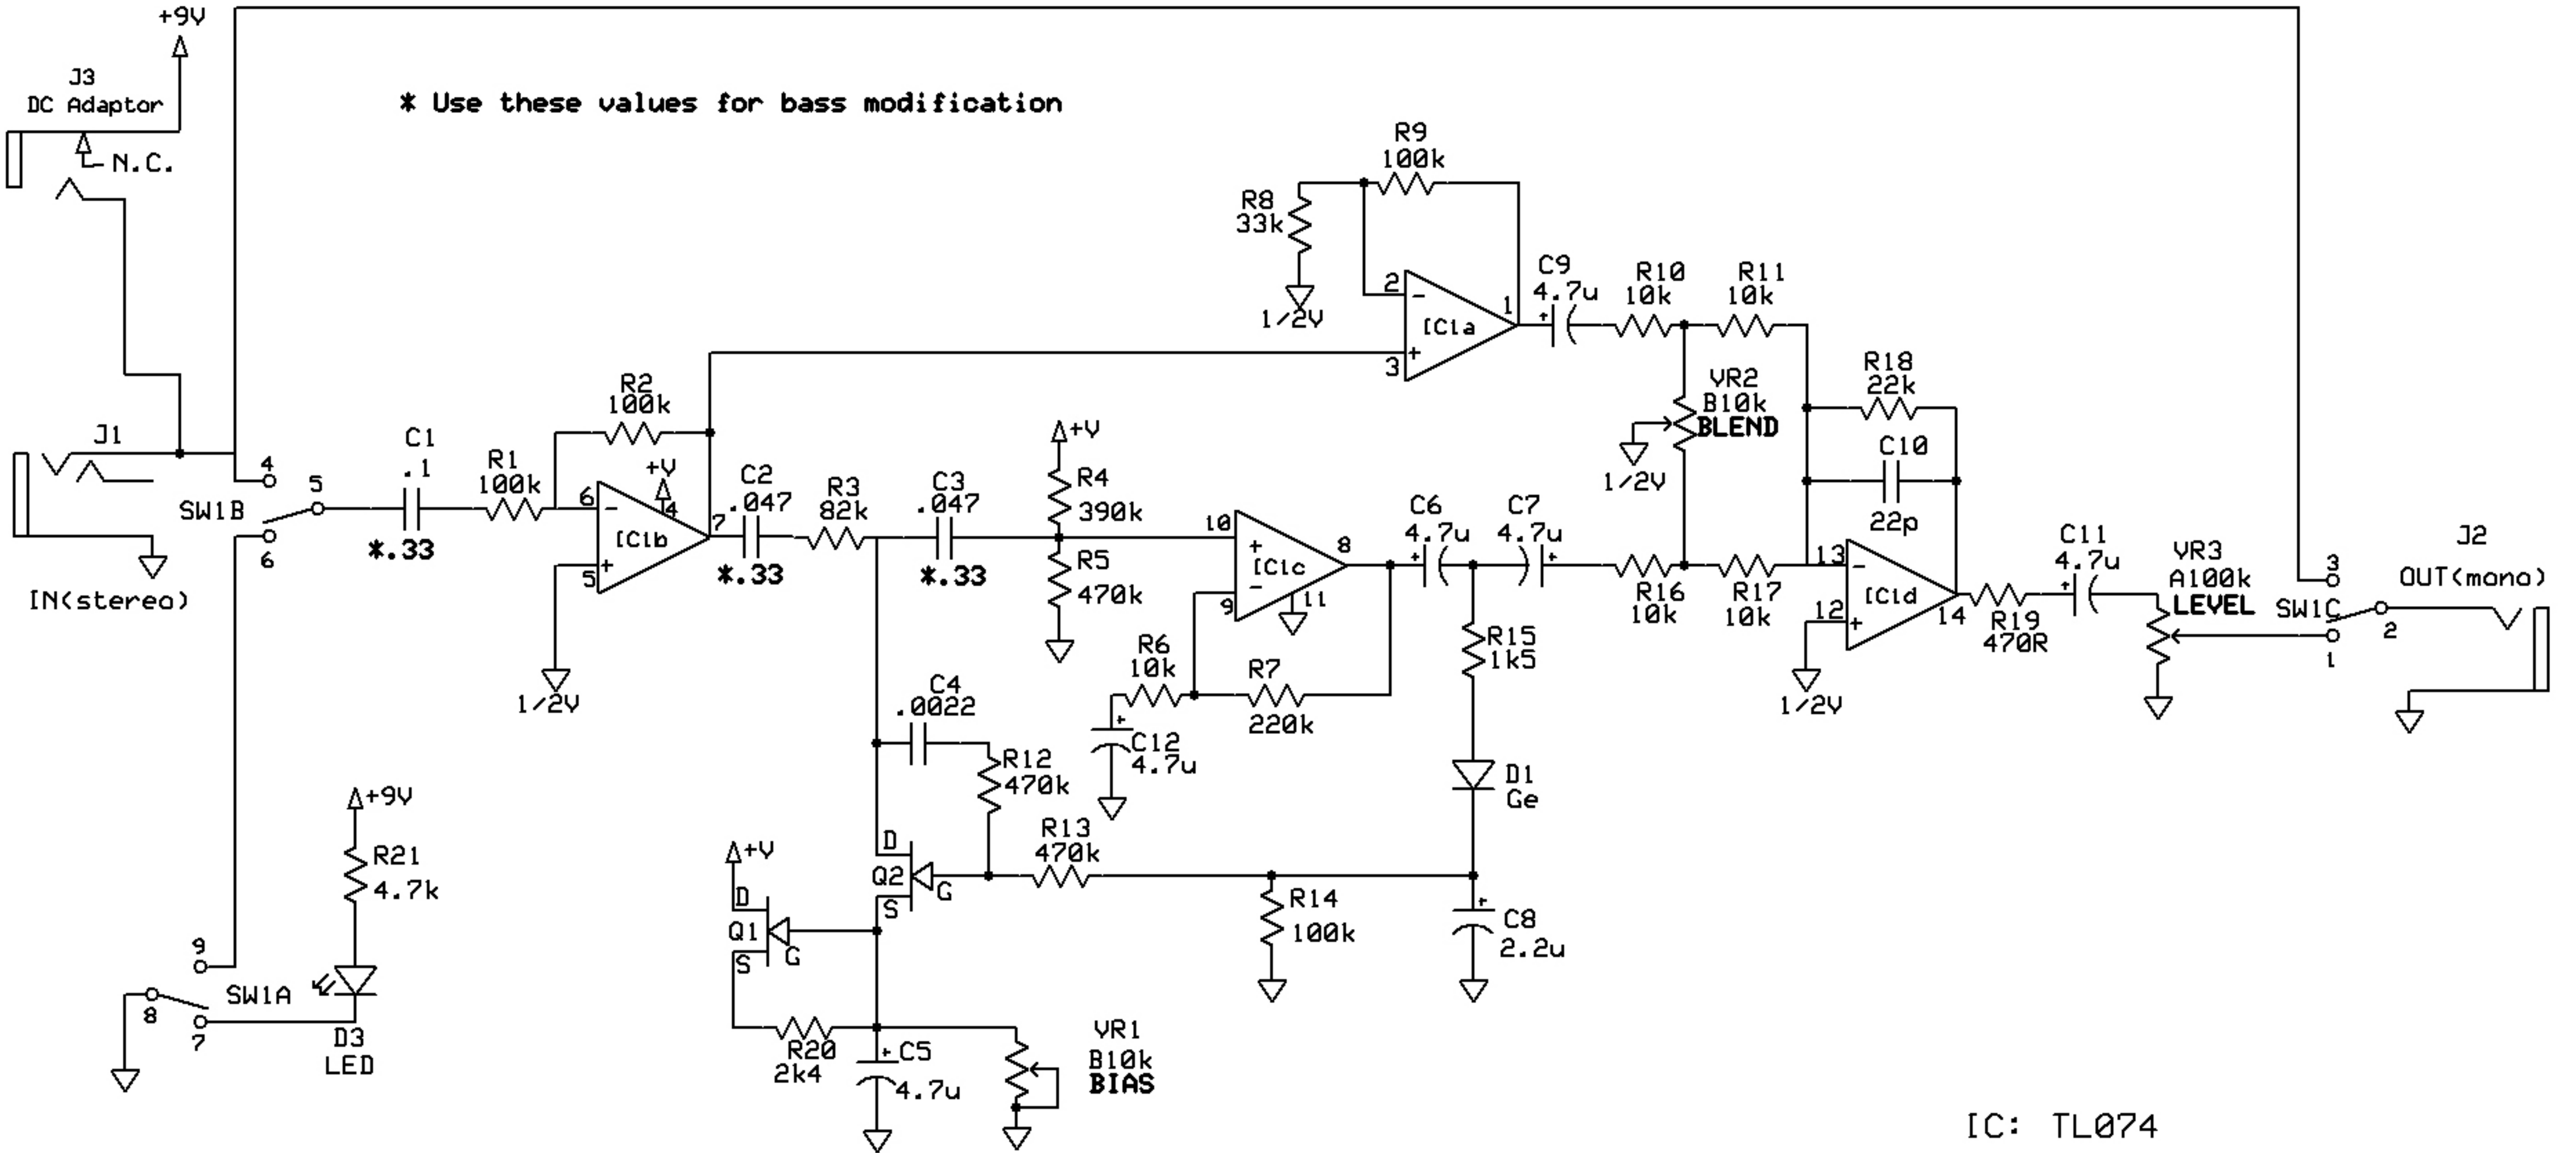 +9V
J3
DC Adaptor
N.C.
* Use these values for bass modification
R9
100k
R8
33k
1/2V
2
-
IC1a
1
+
3
C9
+
4.7u
R10
10k
R11
10k
VR2
B10k
BLEND
1/2V
R18
22k
C10
22p
J1
IN(stereo)
4
SW1B
5
6
C1
.1
*.33
R1
100k
R2
100k
+V
6
-
4
IC1b
7
5
+
1/2V
C2
.047
*.33
R3
82k
C3
.047
*.33
+V
R4
390k
R5
470k
10
+
IC1c
8
-
9
11
C6
4.7u
+
C7
4.7u
+
R16
10k
R17
10k
13
-
IC1d
12
+
14
1/2V
R19
470R
C11
4.7u
+
VR3
A100k
LEVEL
3
SW1C
2
1
J2
OUT(mono)
R6
10k
R7
220k
+
C12
4.7u
R15
1k5
D1
Ge
C4
.0022
R12
470k
R13
470k
D
Q2
G
S
+V
D
Q1
G
S
R14
100k
+
C8
2.2u
+9V
R21
4.7k
9
SW1A
8
7
D3
LED
R20
2k4
+
C5
4.7u
VR1
B10k
BIAS
IC: TL074